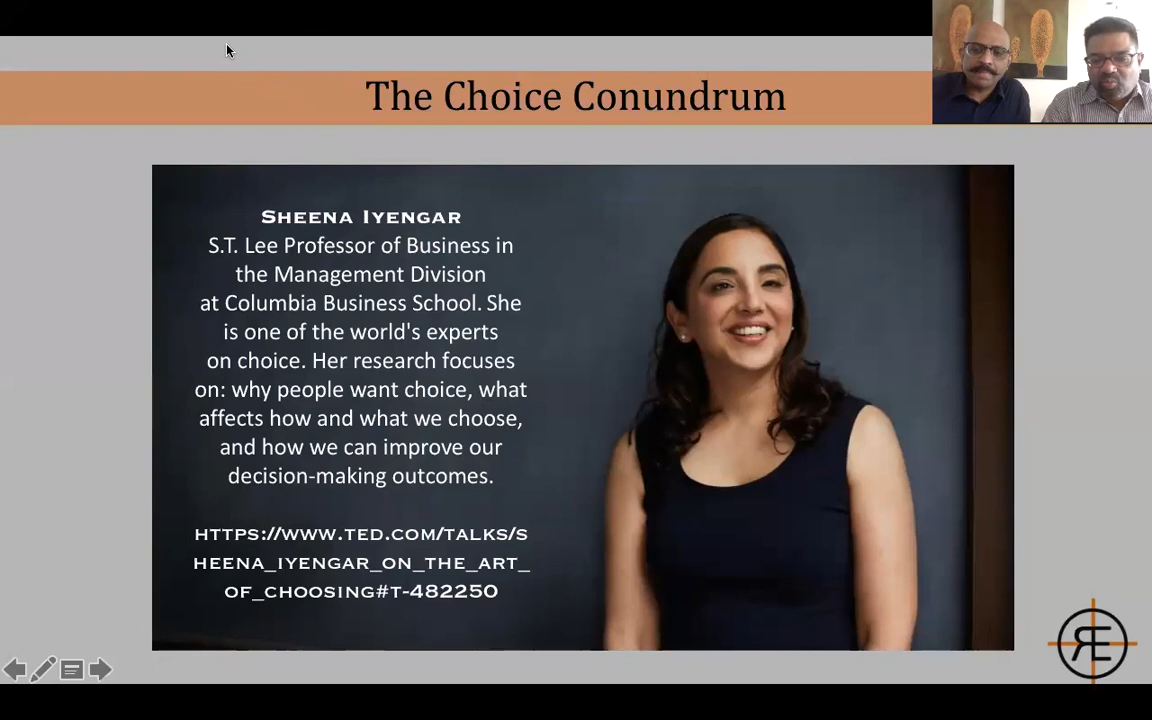 The Choice Conundrum
Sheena Iyengar
S.T. Lee Professor of Business in
the Management Division
at Columbia Business School. She
is one of the world's experts
on choice. Her research focuses
on: why people want choice, what
affects how and what we choose,
and how we can improve our
decision-making outcomes.
HTTPS://WWW.TED.COM/TALKS/S
HEENA_IYENGAR_ON_THE_ART_
OF_CHOOSING#T-482250
RE